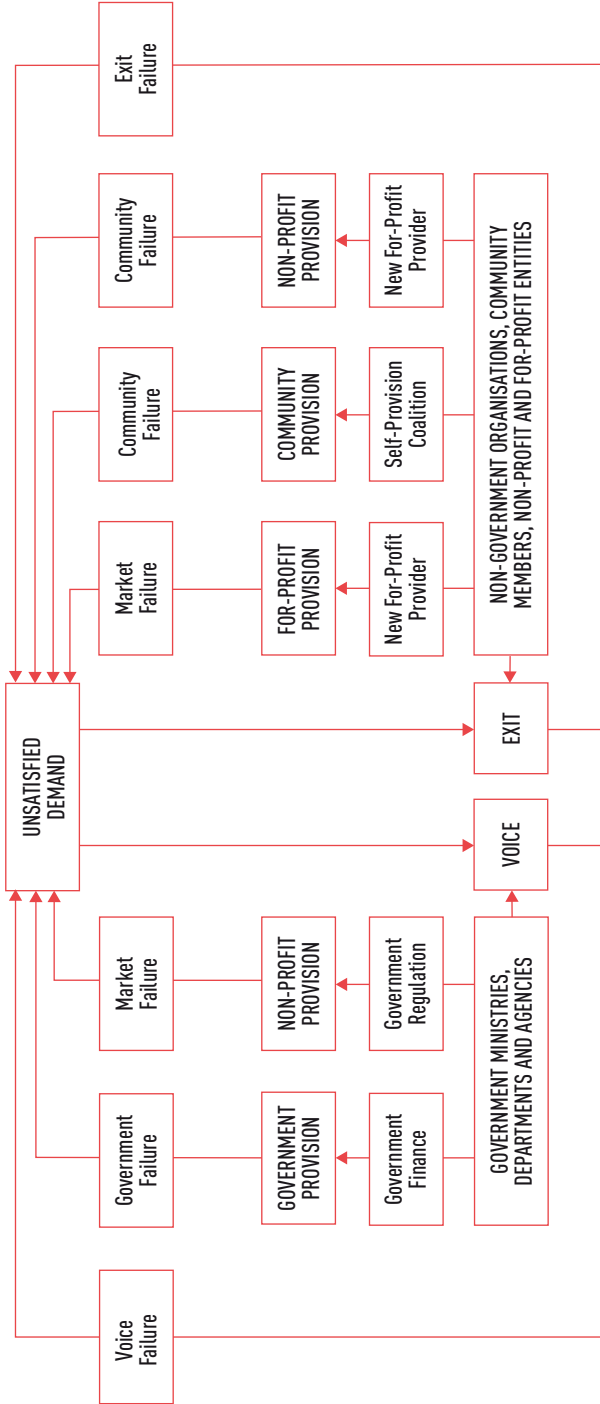 UNSATISFIED
DEMAND
Voice
Failure
Government
Failure
Market
Failure
Market
Failure
Community
Failure
Community
Failure
Exit
Failure
GOVERNMENT
PROVISION
NON-PROFIT
PROVISION
FOR-PROFIT
PROVISION
COMMUNITY
PROVISION
NON-PROFIT
PROVISION
Government
Finance
Government
Regulation
New For-Profit
Provider
Self-Provision
Coalition
New For-Profit
Provider
GOVERNMENT MINISTRIES,
DEPARTMENTS AND AGENCIES
VOICE
EXIT
NON-GOVERNMENT ORGANISATIONS, COMMUNITY
MEMBERS, NON-PROFIT AND FOR-PROFIT ENTITIES